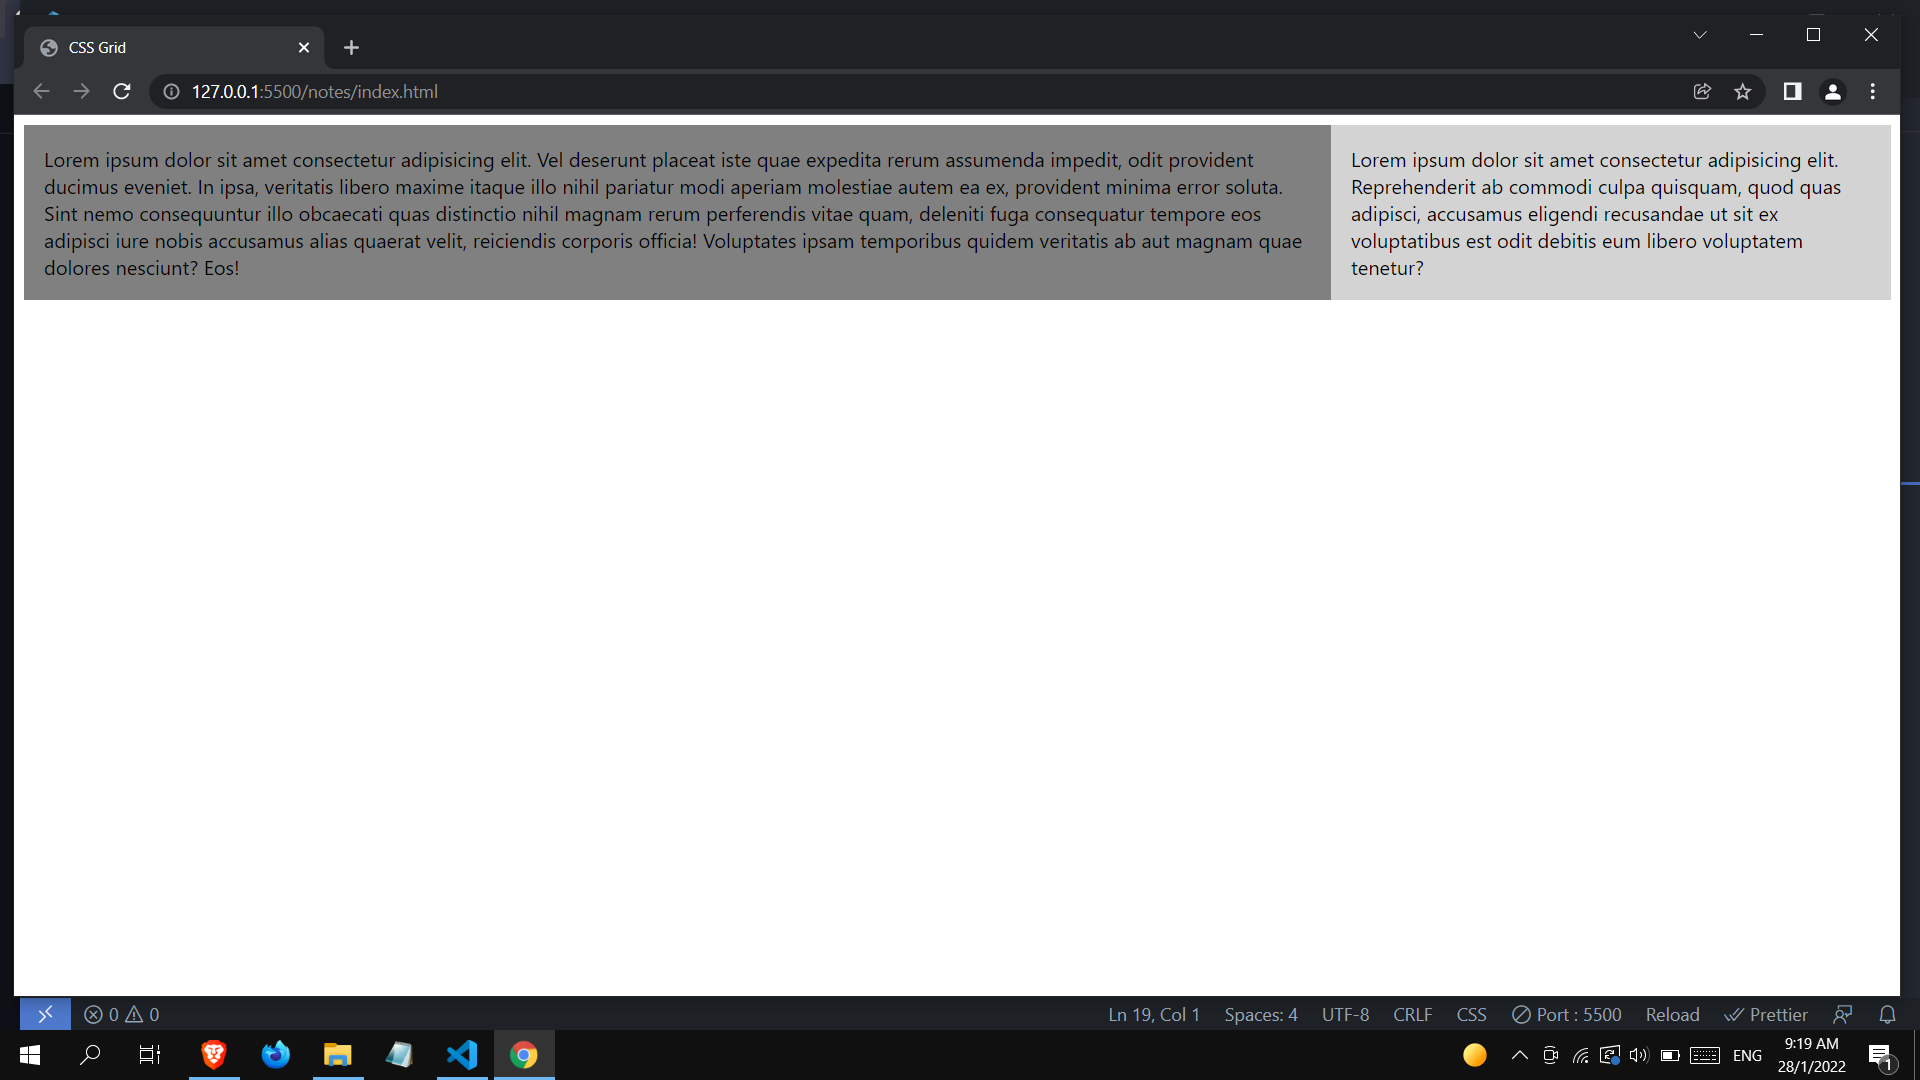 CSS Grid
127.0.0.1:5500/notes/index.html
Lorem ipsum dolor sit amet consectetur adipisicing elit. Vel deserunt placeat iste quae expedita rerum assumenda impedit, odit provident
ducimus eveniet. In ipsa, veritatis libero maxime itaque illo nihil pariatur modi aperiam molestiae autem ea ex, provident minima error soluta.
Sint nemo consequuntur illo obcaecati quas distinctio nihil magnam rerum perferendis vitae quam, deleniti fuga consequatur tempore eos
adipisci iure nobis accusamus alias quaerat velit, reiciendis corporis officia! Voluptates ipsam temporibus quidem veritatis ab aut magnam quae
dolores nesciunt? Eos!
Lorem ipsum dolor sit amet consectetur adipisicing elit.
Reprehenderit ab commodi culpa quisquam, quod quas
adipisci, accusamus eligendi recusandae ut sit ex
voluptatibus est odit debitis eum libero voluptatem
tenetur?
0 0 Ln 19, Col 1 Spaces: 4 UTF-8 CRLF CSS Port : 5500 Reload Prettier
ENG
9:19 AM
28/1/2022
1